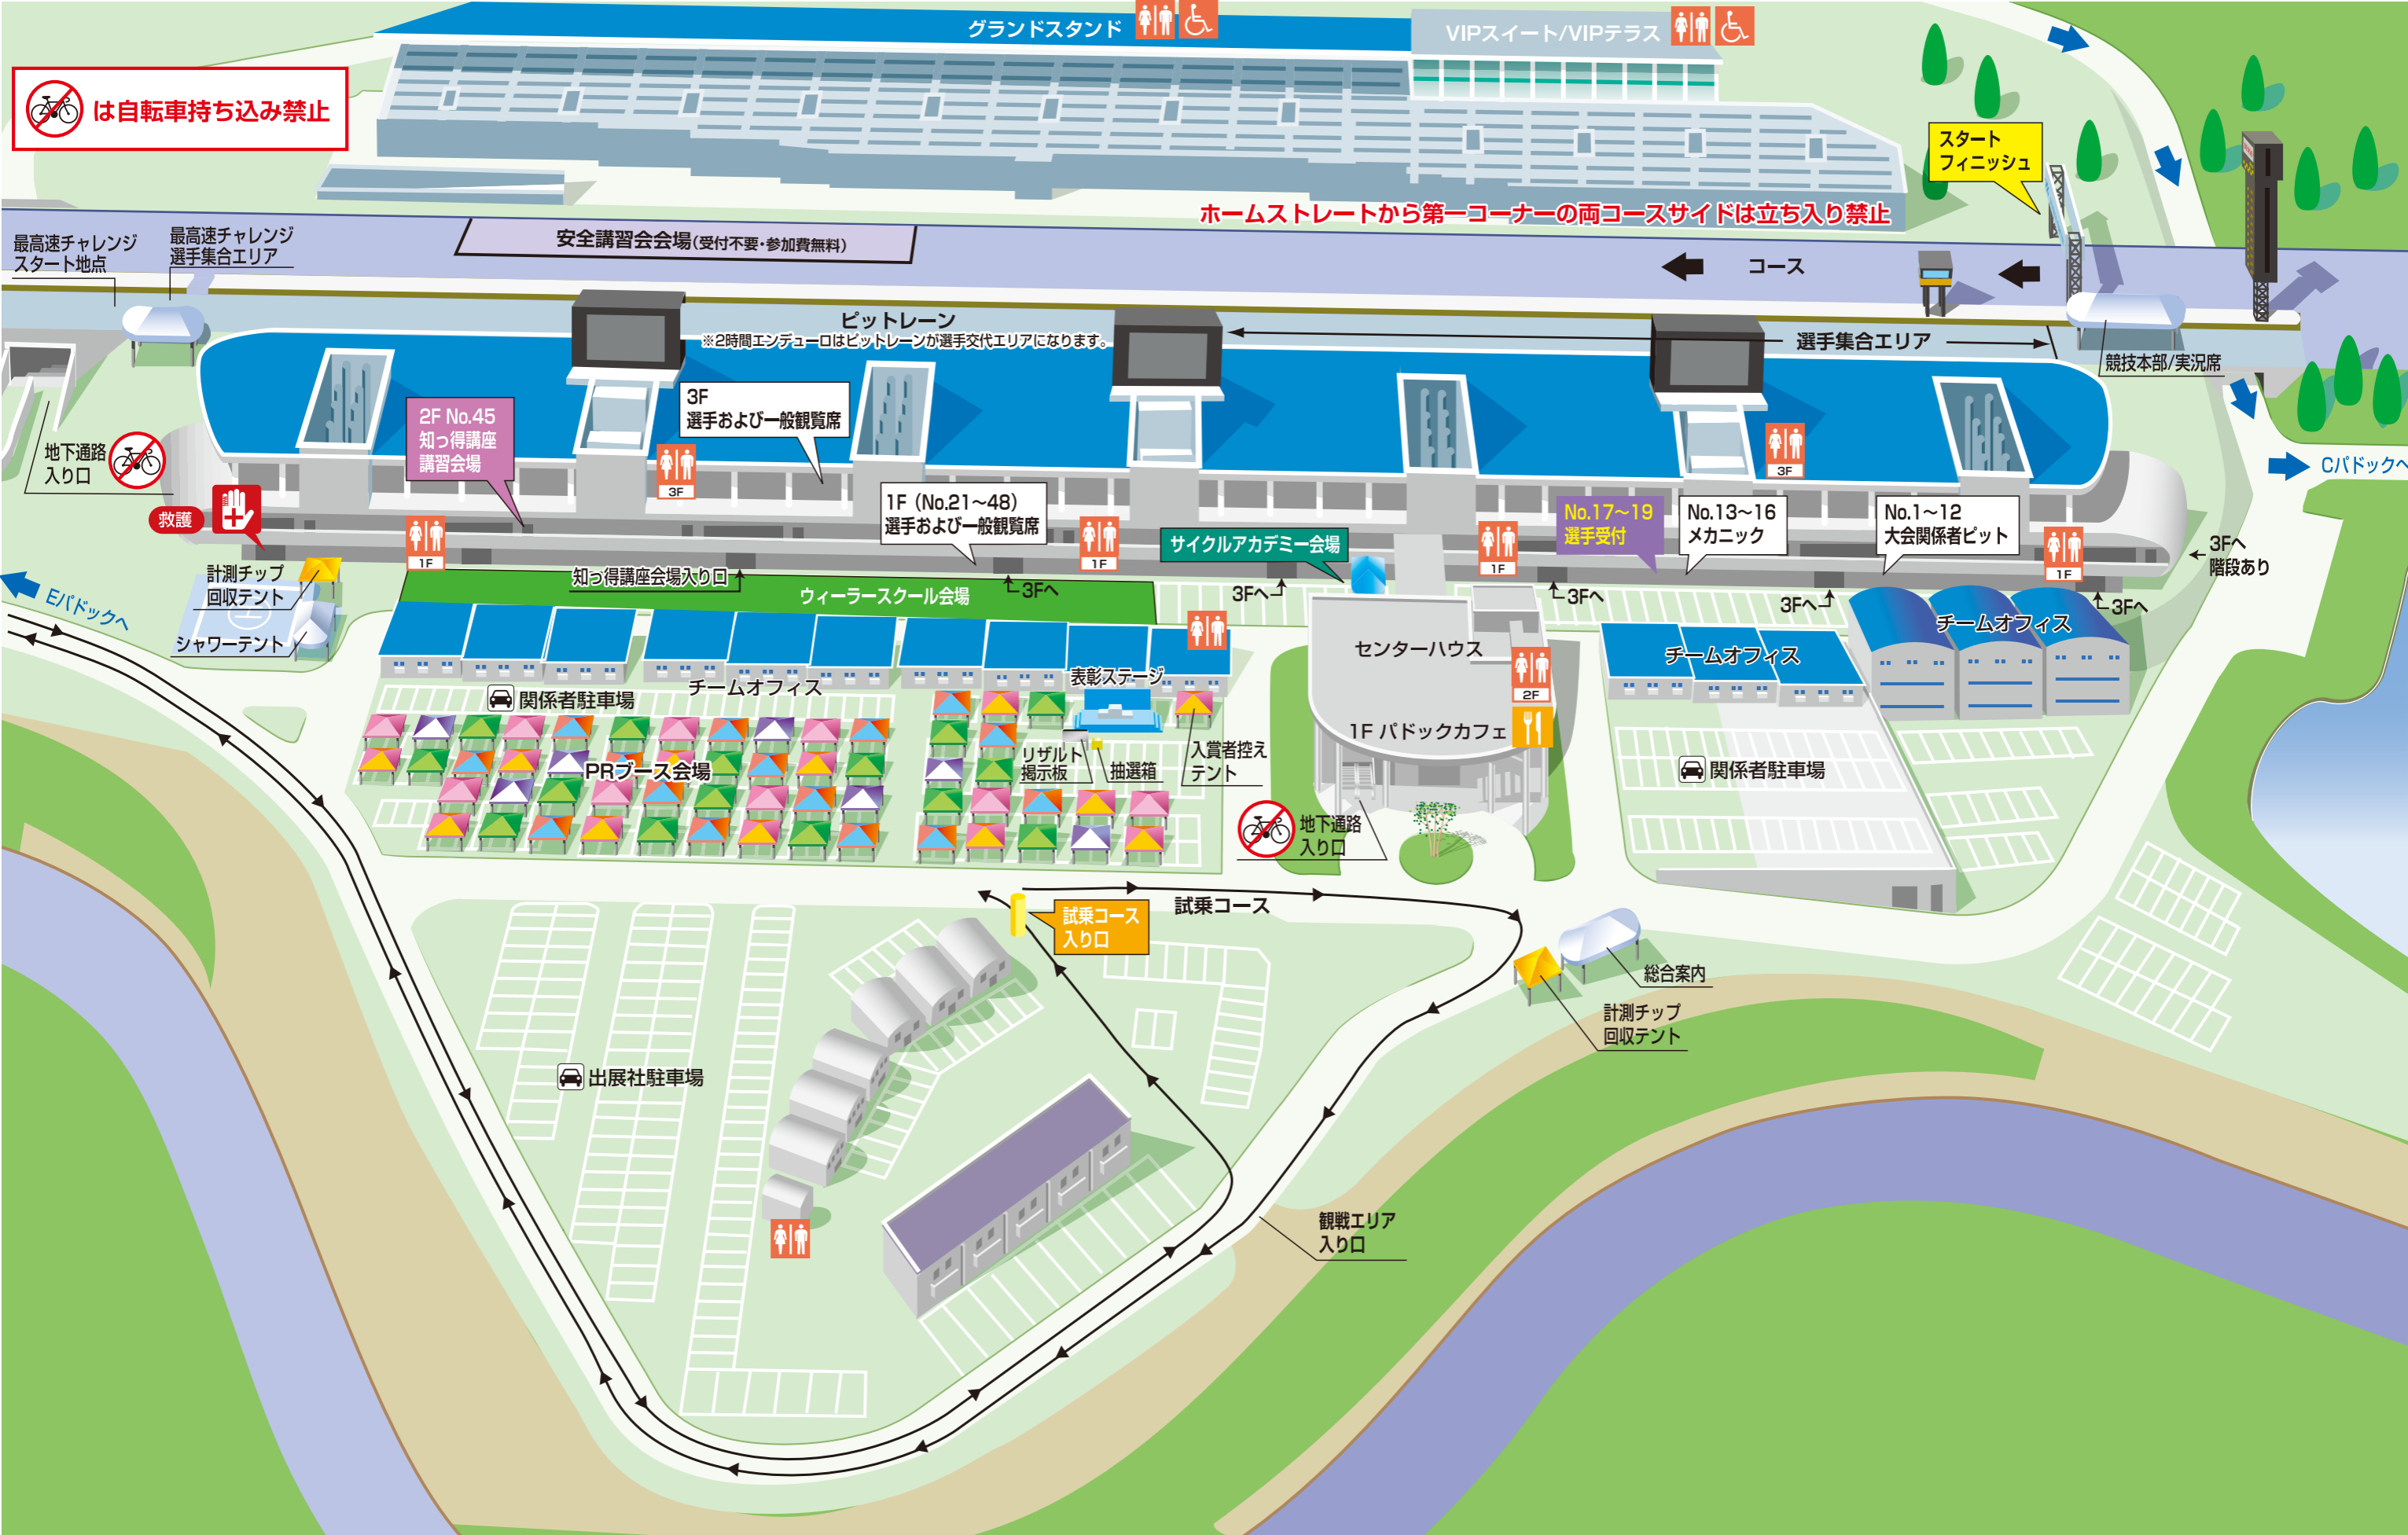 グランドスタンド
VIPスイート/VIPテラス
は自転車持ち込み禁止
スタート
フィニッシュ
ホームストレートから第一コーナーの両コースサイドは立ち入り禁止
最高速チャレンジ
スタート地点
最高速チャレンジ
選手集合エリア
安全講習会会場(受付不要・参加費無料)
コース
ピットレーン
※2時間エンデューロはピットレーンが選手交代エリアになります。
選手集合エリア
競技本部/実況席
地下通路
入り口
2F No.45
知っ得講座
講習会場
3F
選手および一般観覧席
3F
3F
Cパドックへ
救護
1F
1F（No.21～48）
選手および一般観覧席
1F
サイクルアカデミー会場
1F
No.17～19
選手受付
No.13～16
メカニック
No.1～12
大会関係者ピット
1F
3Fへ
階段あり
Eパドックへ
計測チップ
回収テント
シャワーテント
H
知っ得講座会場入り口
ウィーラースクール会場
3Fへ
3Fへ
3Fへ
3Fへ
3Fへ
センターハウス
2F
1F パドックカフェ
チームオフィス
チームオフィス
関係者駐車場
チームオフィス
表彰ステージ
PRブース会場
リザルト
掲示板
抽選箱
入賞者控え
テント
関係者駐車場
地下通路
入り口
試乗コース
試乗コース
入り口
総合案内
計測チップ
回収テント
出展社駐車場
観戦エリア
入り口